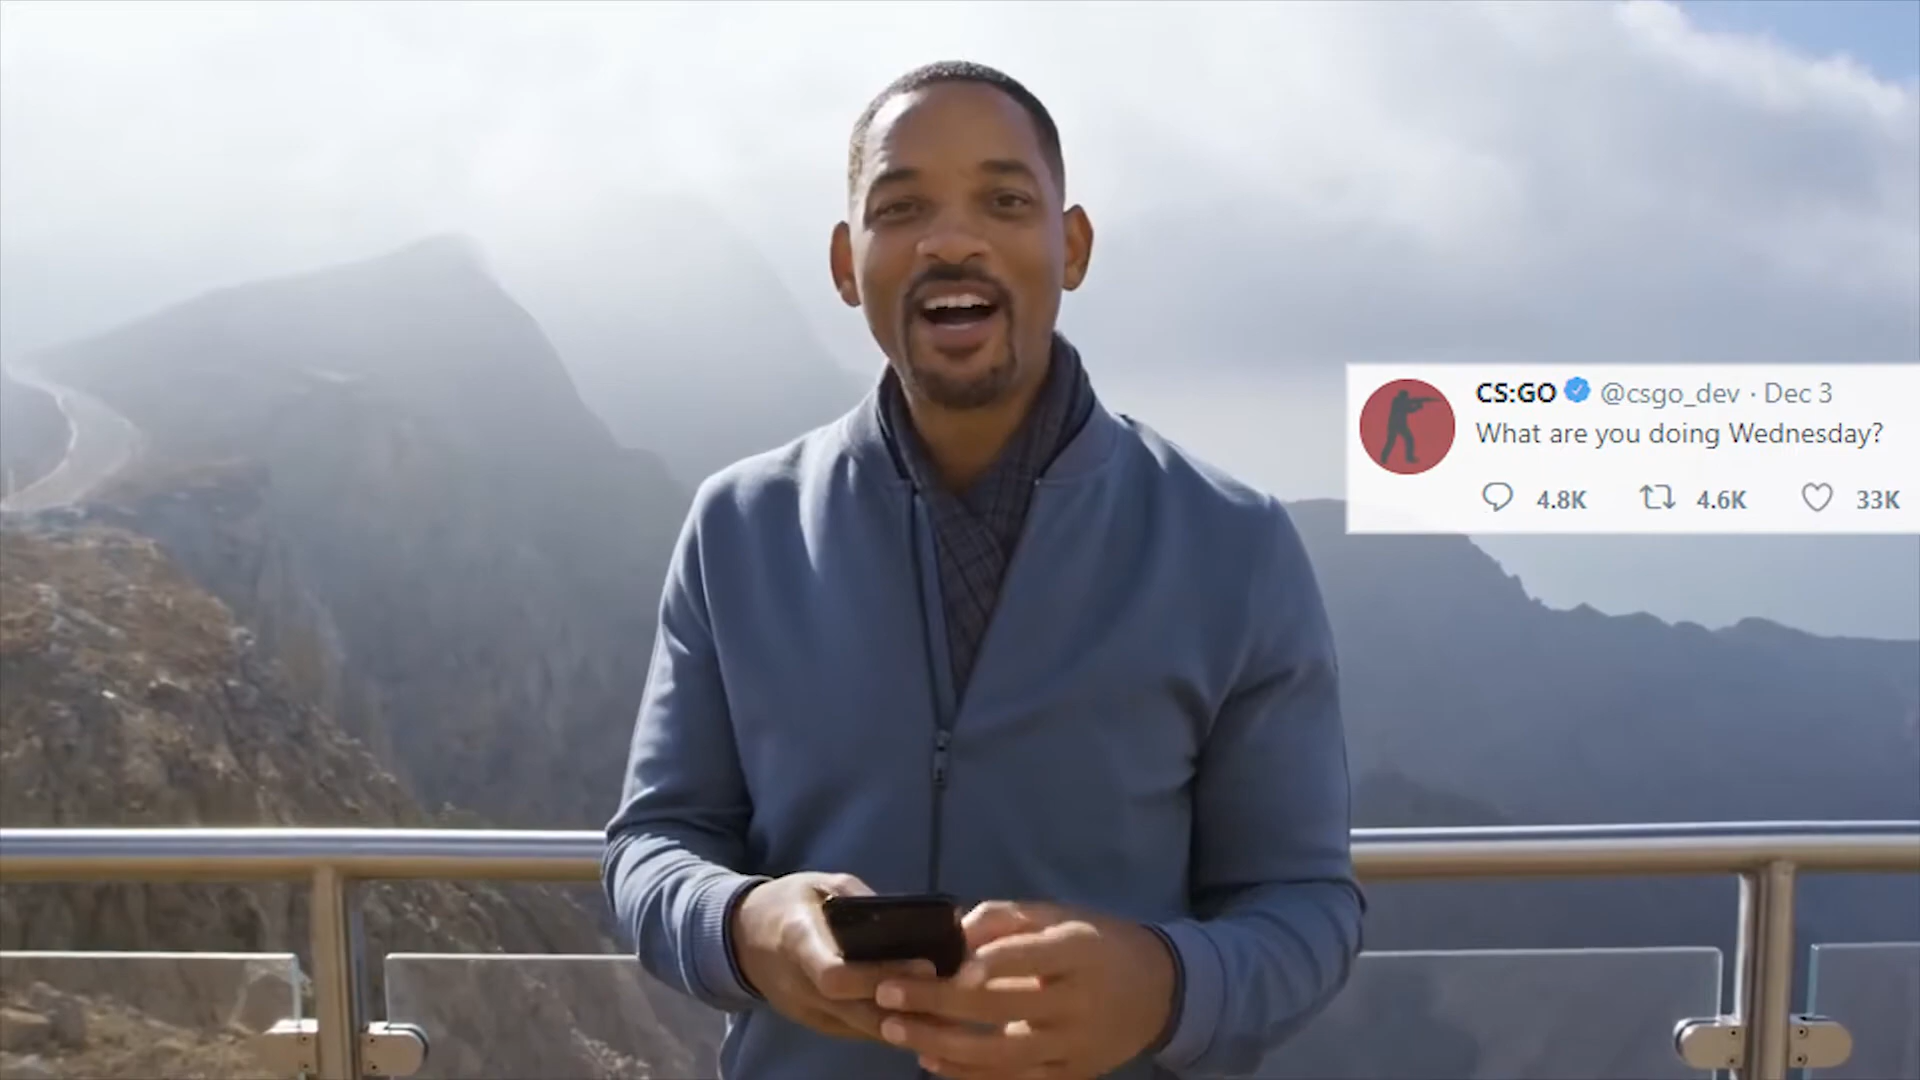 CS:GO @csgo_dev · Dec 3
What are you doing Wednesday?
4.8K 4.6K 33K